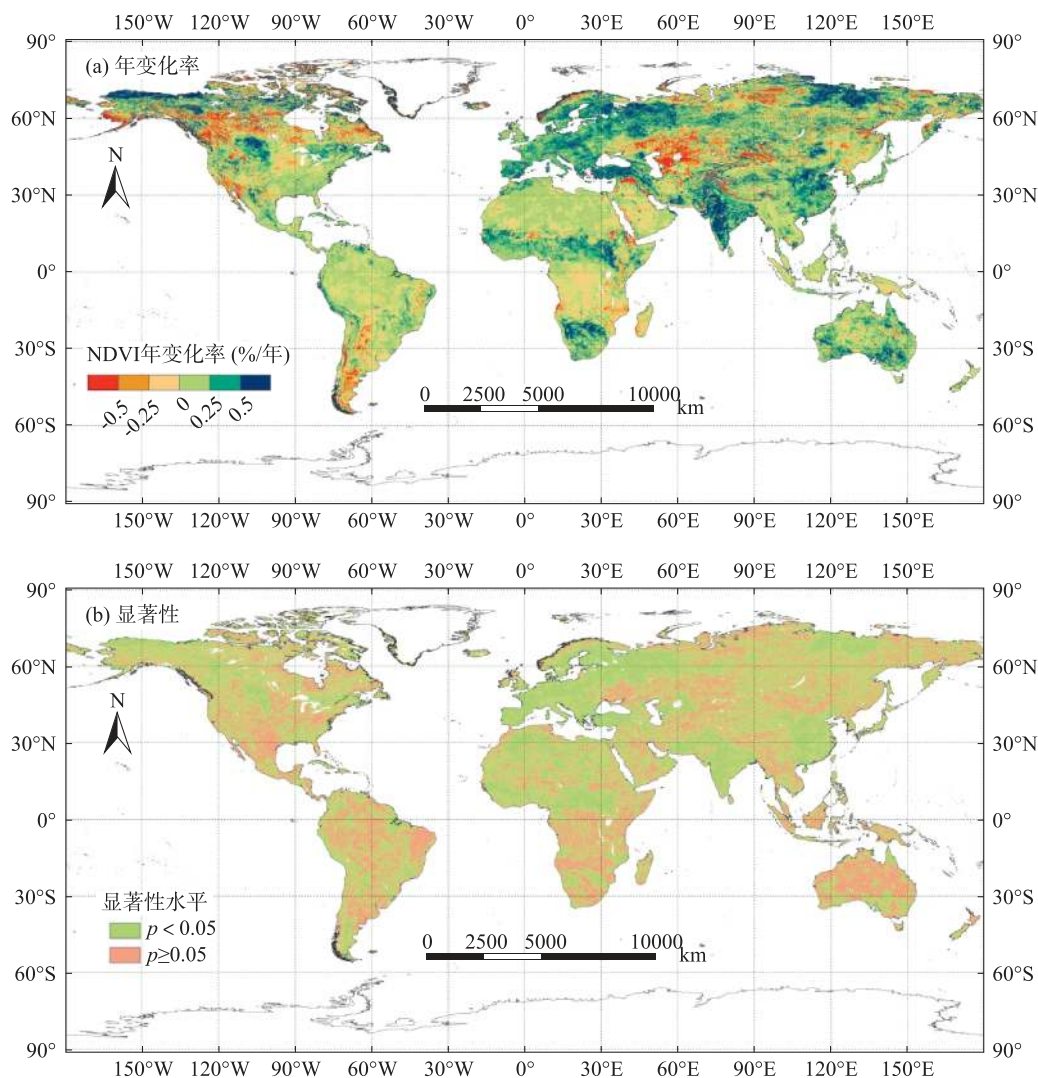 150°W 120°W 90°W 60°W 30°W 0° 30°E 60°E 90°E 120°E 150°E
90° 90°
(a) 年变化率
60°N 60°N
N
30°N 30°N
0° 0°
30°S 30°S
NDVI年变化率 (%/年)
-0.5 -0.25 0 0.25 0.5
0 2500 5000 10000
km
60°S 60°S
90° 90°
150°W 120°W 90°W 60°W 30°W 0° 30°E 60°E 90°E 120°E 150°E
150°W 120°W 90°W 60°W 30°W 0° 30°E 60°E 90°E 120°E 150°E
90° 90°
(b) 显著性
60°N 60°N
N
30°N 30°N
0° 0°
30°S 30°S
显著性水平
p < 0.05
p≥0.05
0 2500 5000 10000
km
60°S 60°S
90° 90°
150°W 120°W 90°W 60°W 30°W 0° 30°E 60°E 90°E 120°E 150°E